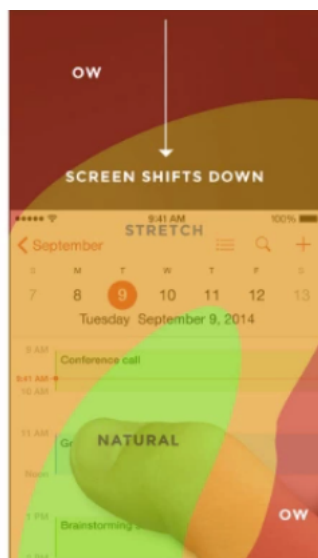 OW
SCREEN SHIFTS DOWN
9:41 AM 100%
STRETCH
September
S M T W T F S
7 8 9 10 11 12 13
Tuesday September 9, 2014
9 AM
Conference call
9:41 AM
10 AM
11 AM
NATURAL
Noon
OW
1 PM
Brainstorming